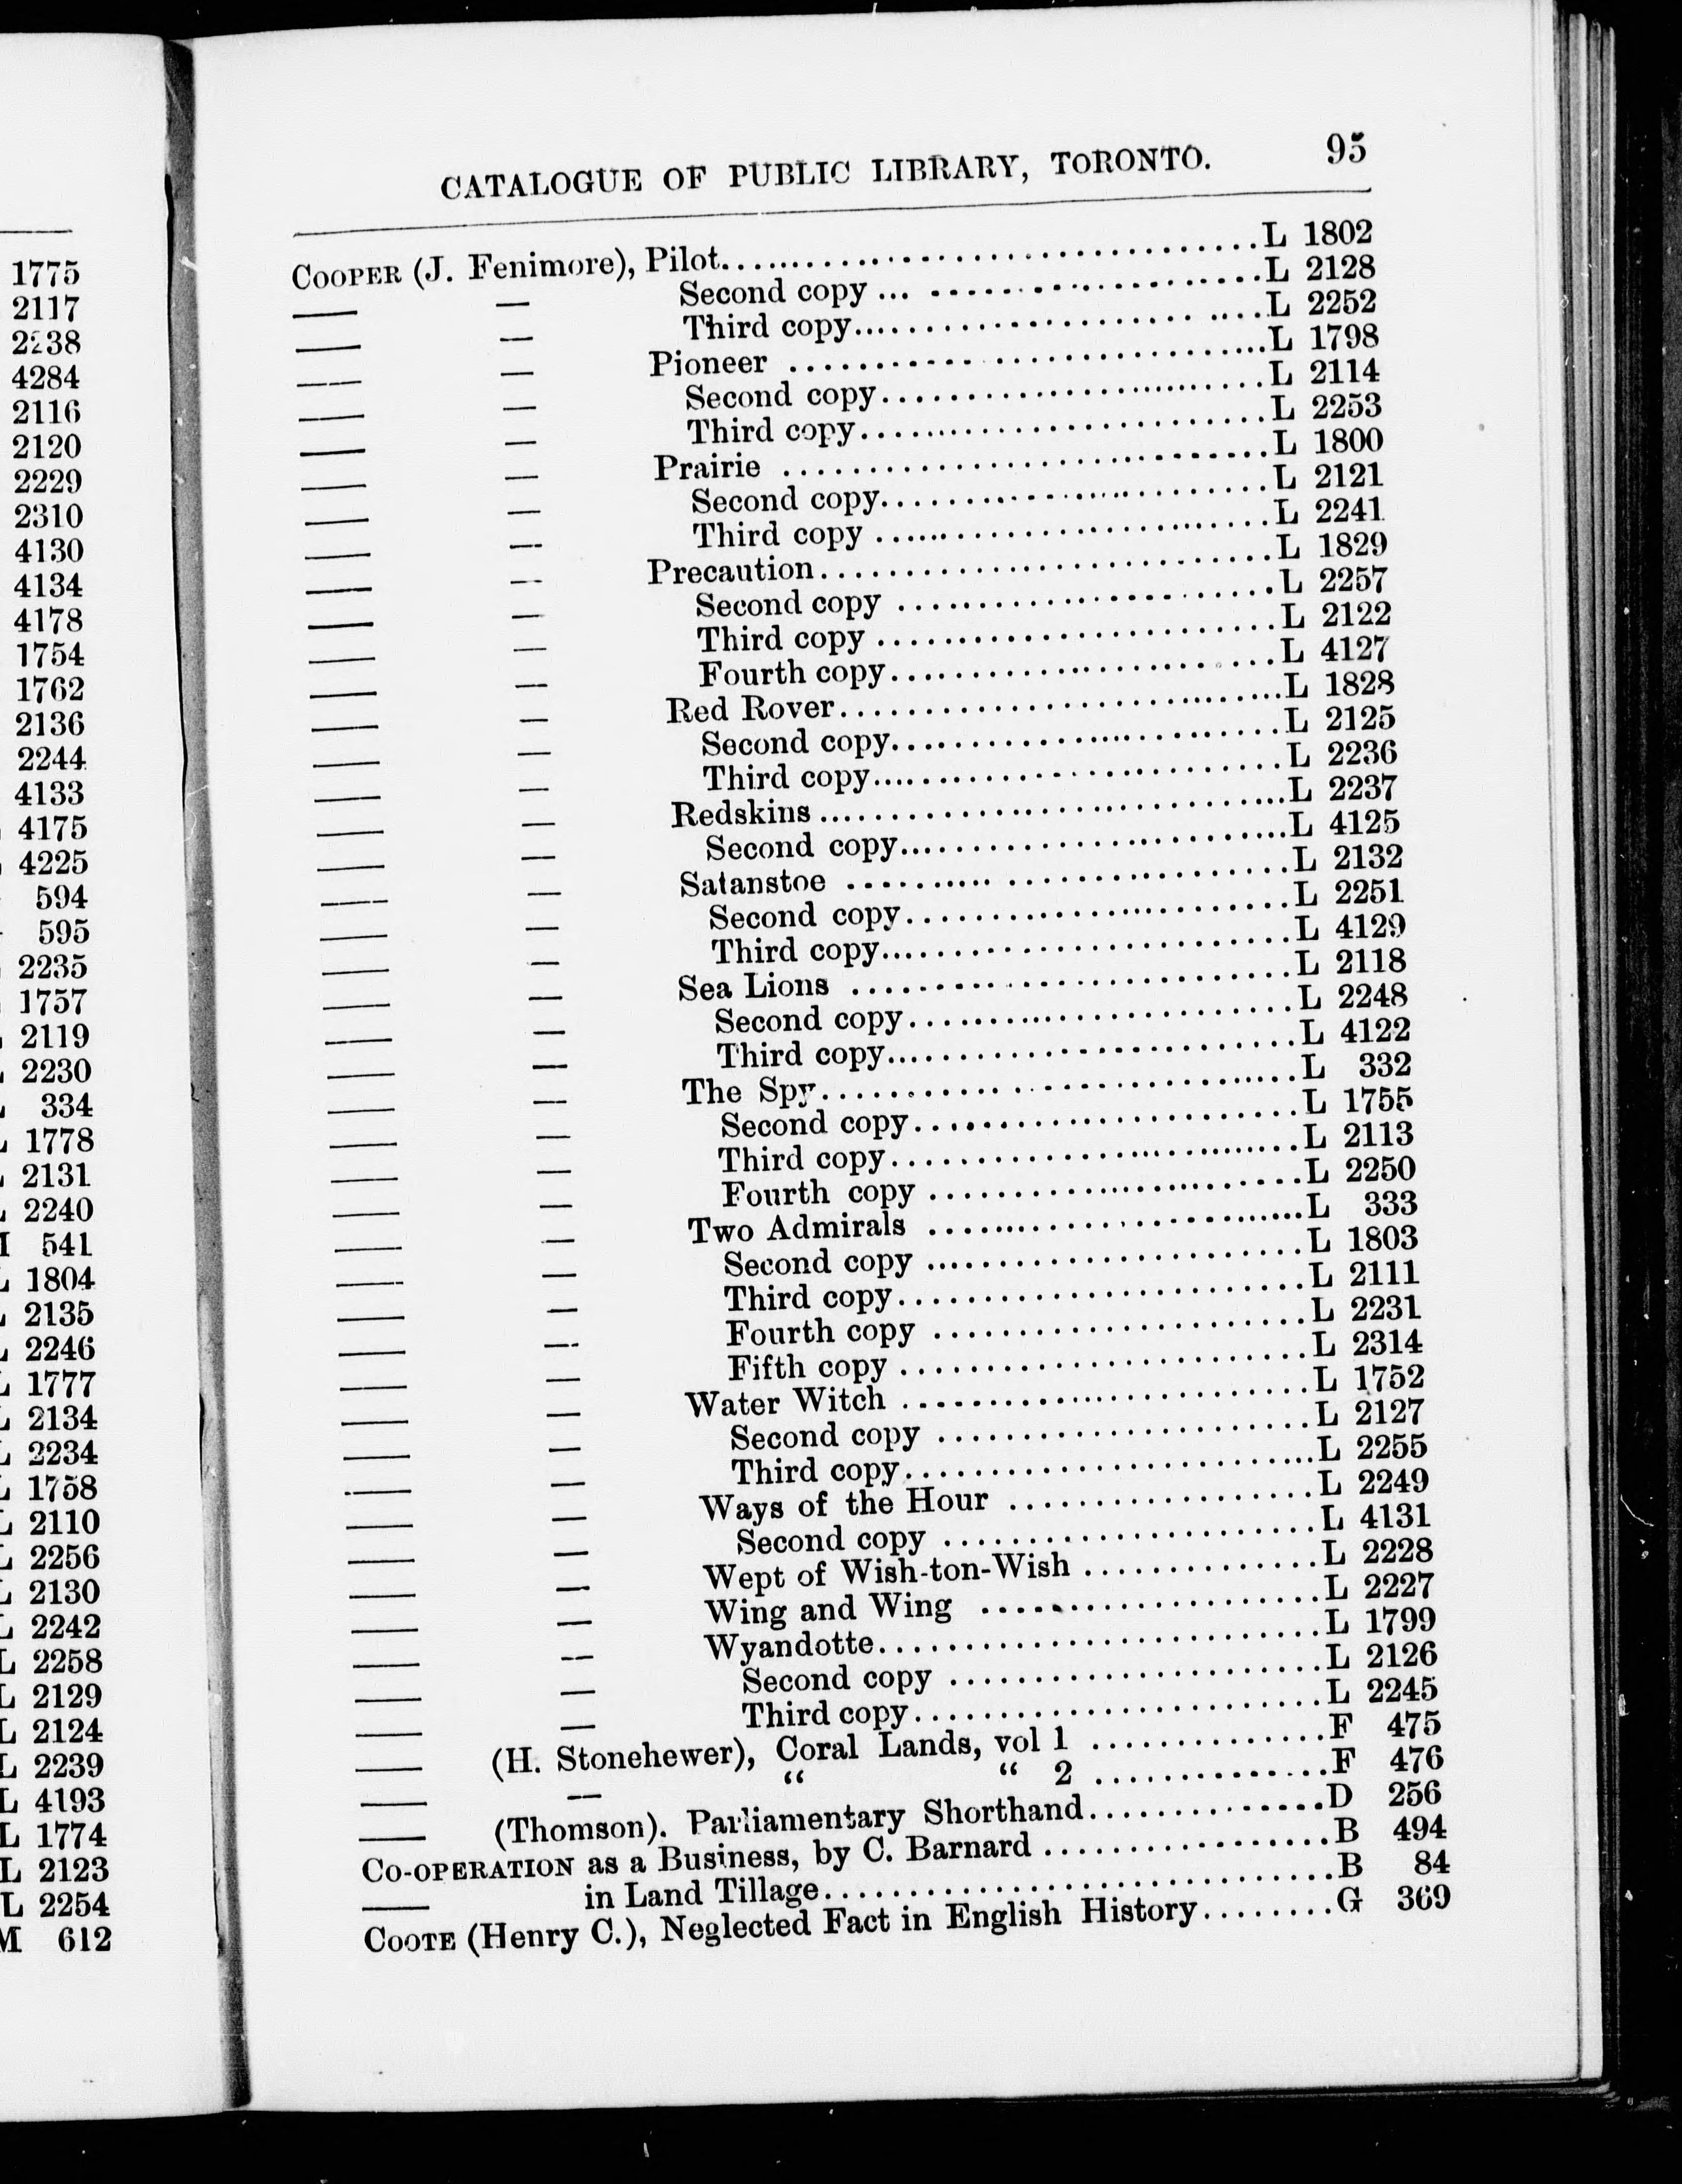 1775
2117
2238
4284
2116
2120
2229
2310
4130
4134
4178
1754
1762
2136
2244
4133
4175
4225
594
595
2235
1757
2119
2230
334
1778
2131
2240
541
1804
2135
2246
1777
2134
2234
1758
L 2110
L 2256
L 2130
L 2242
L 2258
L 2129
L 2124
L 2239
L 4193
L 1774
L 2123
L 2254
M 612
CATALOGUE OF PUBLIC LIBRARY, TORONTO. 95
COOPER (J. Fenimore), Pilot........................................L 1802
—— — Second copy ... ........................L 2128
—— — Third copy........................L 2252
—— — Pioneer ........................L 1798
—— — Second copy........................L 2114
—— — Third copy........................L 2253
—— — Prairie ........................L 1800
—— — Second copy........................L 2121
—— — Third copy ........................L 2241
—— — Precaution........................L 1829
—— — Second copy ........................L 2257
—— — Third copy ........................L 2122
—— — Fourth copy........................L 4127
—— — Red Rover........................L 1828
—— — Second copy........................L 2125
—— — Third copy........................L 2236
—— — Redskins........................L 2237
—— — Second copy........................L 4125
—— — Satanstoe ........................L 2132
—— — Second copy........................L 2251
—— — Third copy........................L 4129
—— — Sea Lions ........................L 2118
—— — Second copy........................L 2248
—— — Third copy........................L 4122
—— — The Spy........................L 332
—— — Second copy........................L 1755
—— — Third copy........................L 2113
—— — Fourth copy ........................L 2250
—— — Two Admirals ........................L 333
—— — Second copy ........................L 1803
—— — Third copy........................L 2111
—— — Fourth copy ........................L 2231
—— — Fifth copy ........................L 2314
—— — Water Witch ........................L 1752
—— — Second copy ........................L 2127
—— — Third copy........................L 2255
—— — Ways of the Hour ..................L 2249
—— — Second copy ........................L 4131
—— — Wept of Wish-ton-Wish ..............L 2228
—— — Wing and Wing ....................L 2227
—— — Wyandotte........................L 1799
—— — Second copy ........................L 2126
—— — Third copy........................L 2245
—— (H. Stonehewer), Coral Lands, vol 1 ..............F 475
—— — “ “ 2 ..............F 476
—— (Thomson). Parliamentary Shorthand..............D 256
CO-OPERATION as a Business, by C. Barnard .................B 494
—— in Land Tillage..............................B 84
COOTE (Henry C.), Neglected Fact in English History........G 369